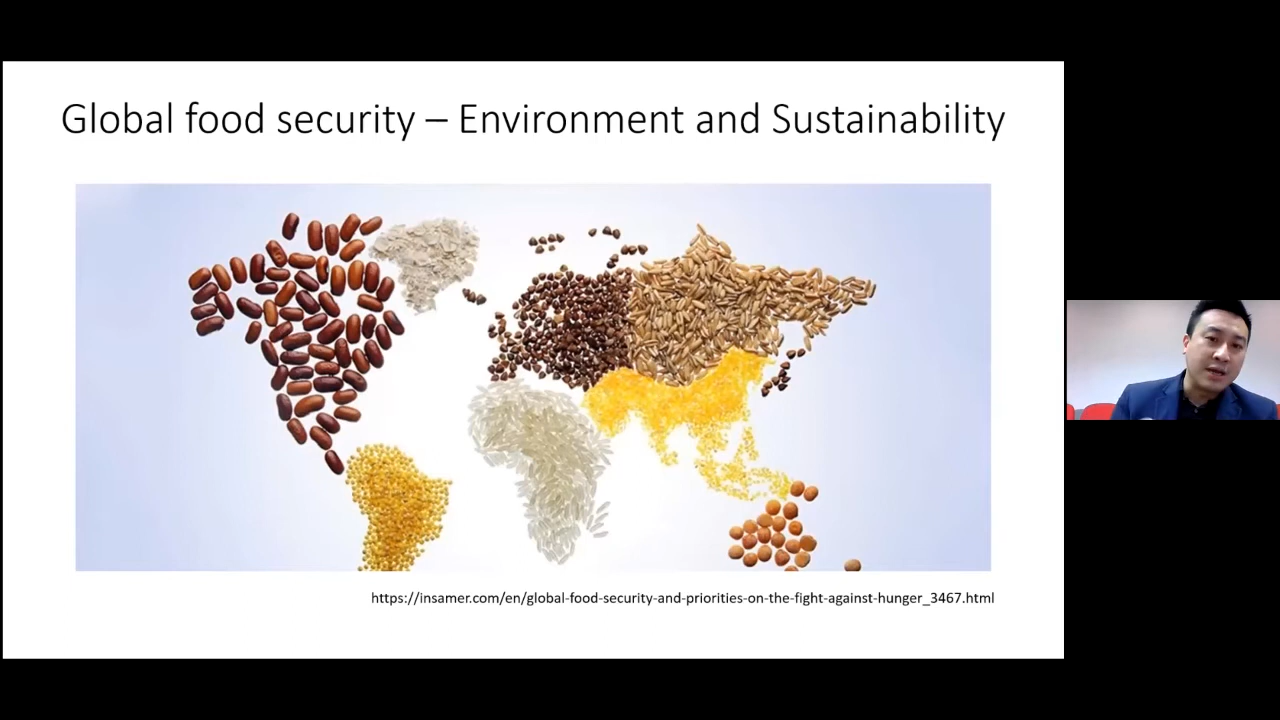 Global food security – Environment and Sustainability
https://insamer.com/en/global-food-security-and-priorities-on-the-fight-against-hunger_3467.html